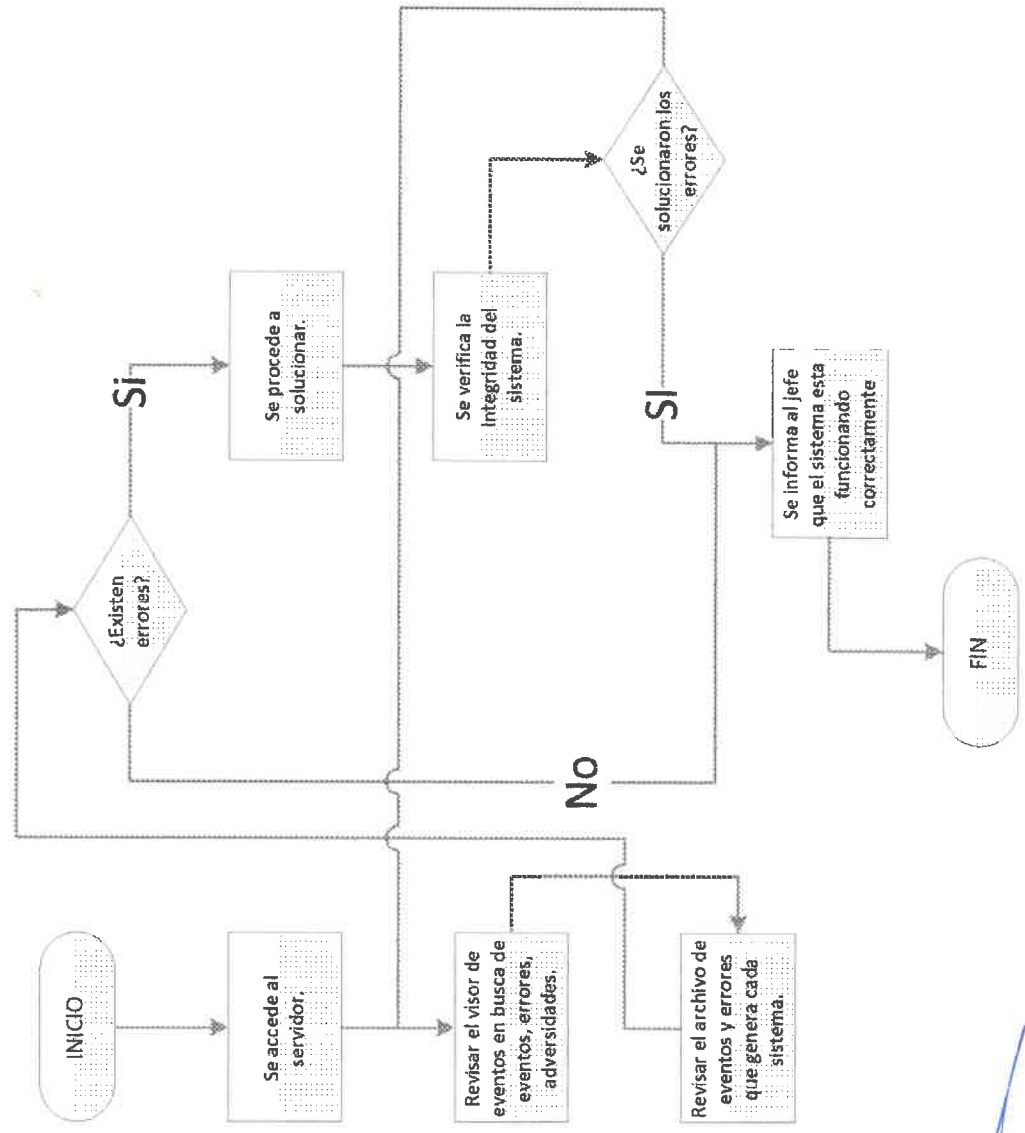 INICIO
Se accede al
servidor.
Revisar el visor de
eventos en busca de
eventos, errores,
adversidades.
Revisar el archivo de
eventos y errores
que genera cada
sistema.
¿Existen
errores?
Si
No
Se procede a
solucionar.
Se verifica la
integridad del
sistema.
¿Se
solucionaron los
errores?
SI
Se informa al jefe
que el sistema esta
funcionando
correctamente
FIN